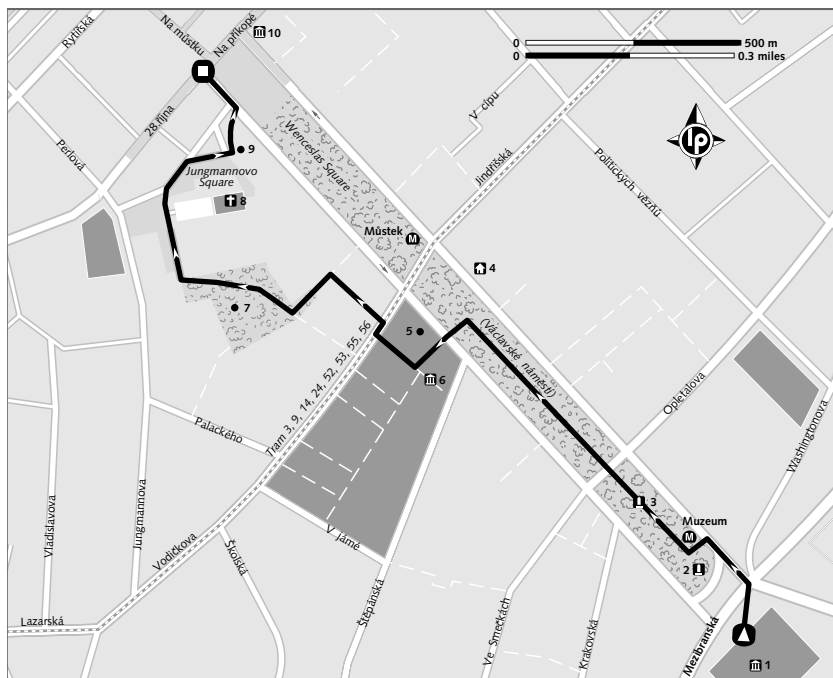 Rytířská
Na můstku
Na příkopě
10
0
500 m
0
0.3 miles
28.října
V cípu
Perlová
Wenceslas Square
Jindřišská
lp
9
Jungmannovo
Square
Politických vězňů
8
Můstek
M
4
7
5
(Václavské náměstí)
6
Tram 3, 9, 14, 24, 52, 53, 55, 56
Opletalova
Washingtonova
Palackého
3
Muzeum
M
Vladislavova
Jungmannova
V Jámě
2
Vodičkova
Školská
Štěpánská
Ve Smečkách
Krakovská
Mezibranská
Lazarská
1